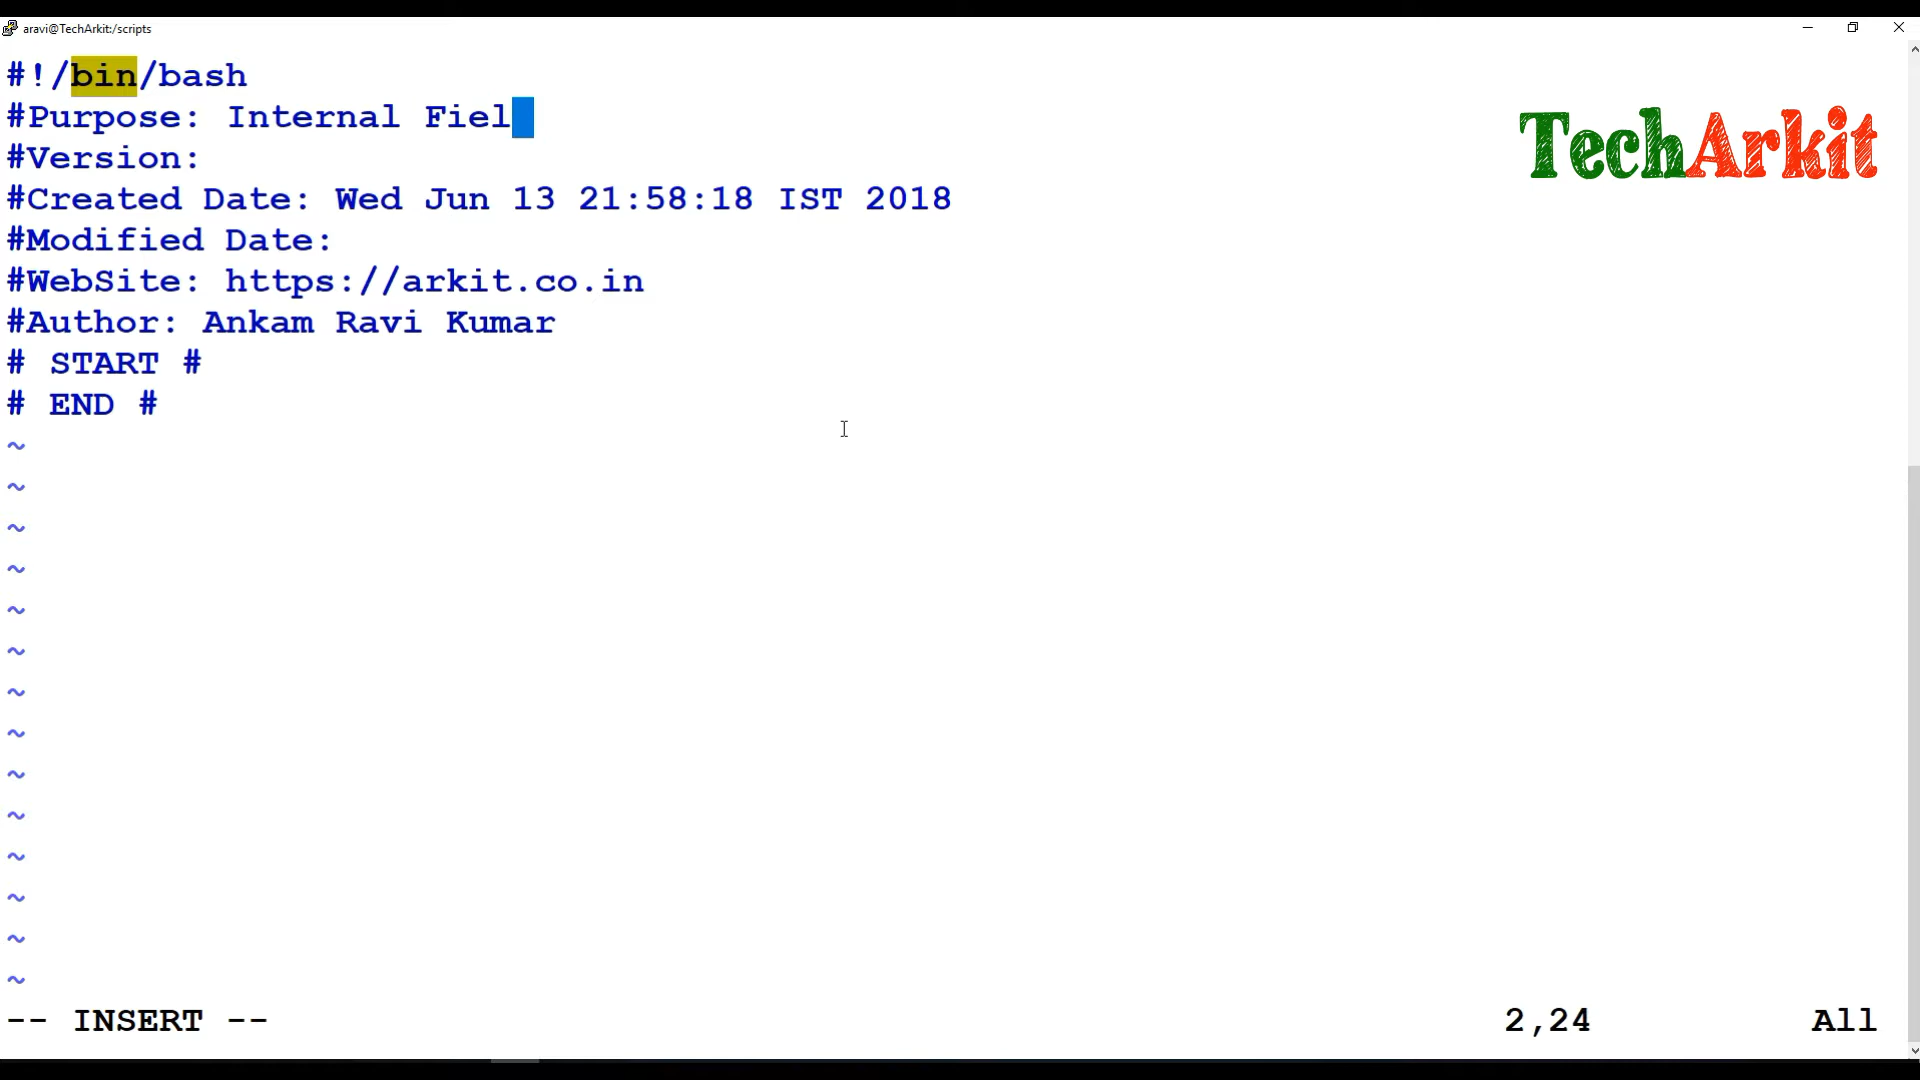 aravi@TechArkit:/scripts
#!/bin/bash
#Purpose: Internal Fiel
#Version:
#Created Date: Wed Jun 13 21:58:18 IST 2018
#Modified Date:
#WebSite: https://arkit.co.in
#Author: Ankam Ravi Kumar
# START #
# END #
~
~
~
~
~
~
~
~
~
~
~
~
~
~
-- INSERT -- 2,24 All
TechArkit